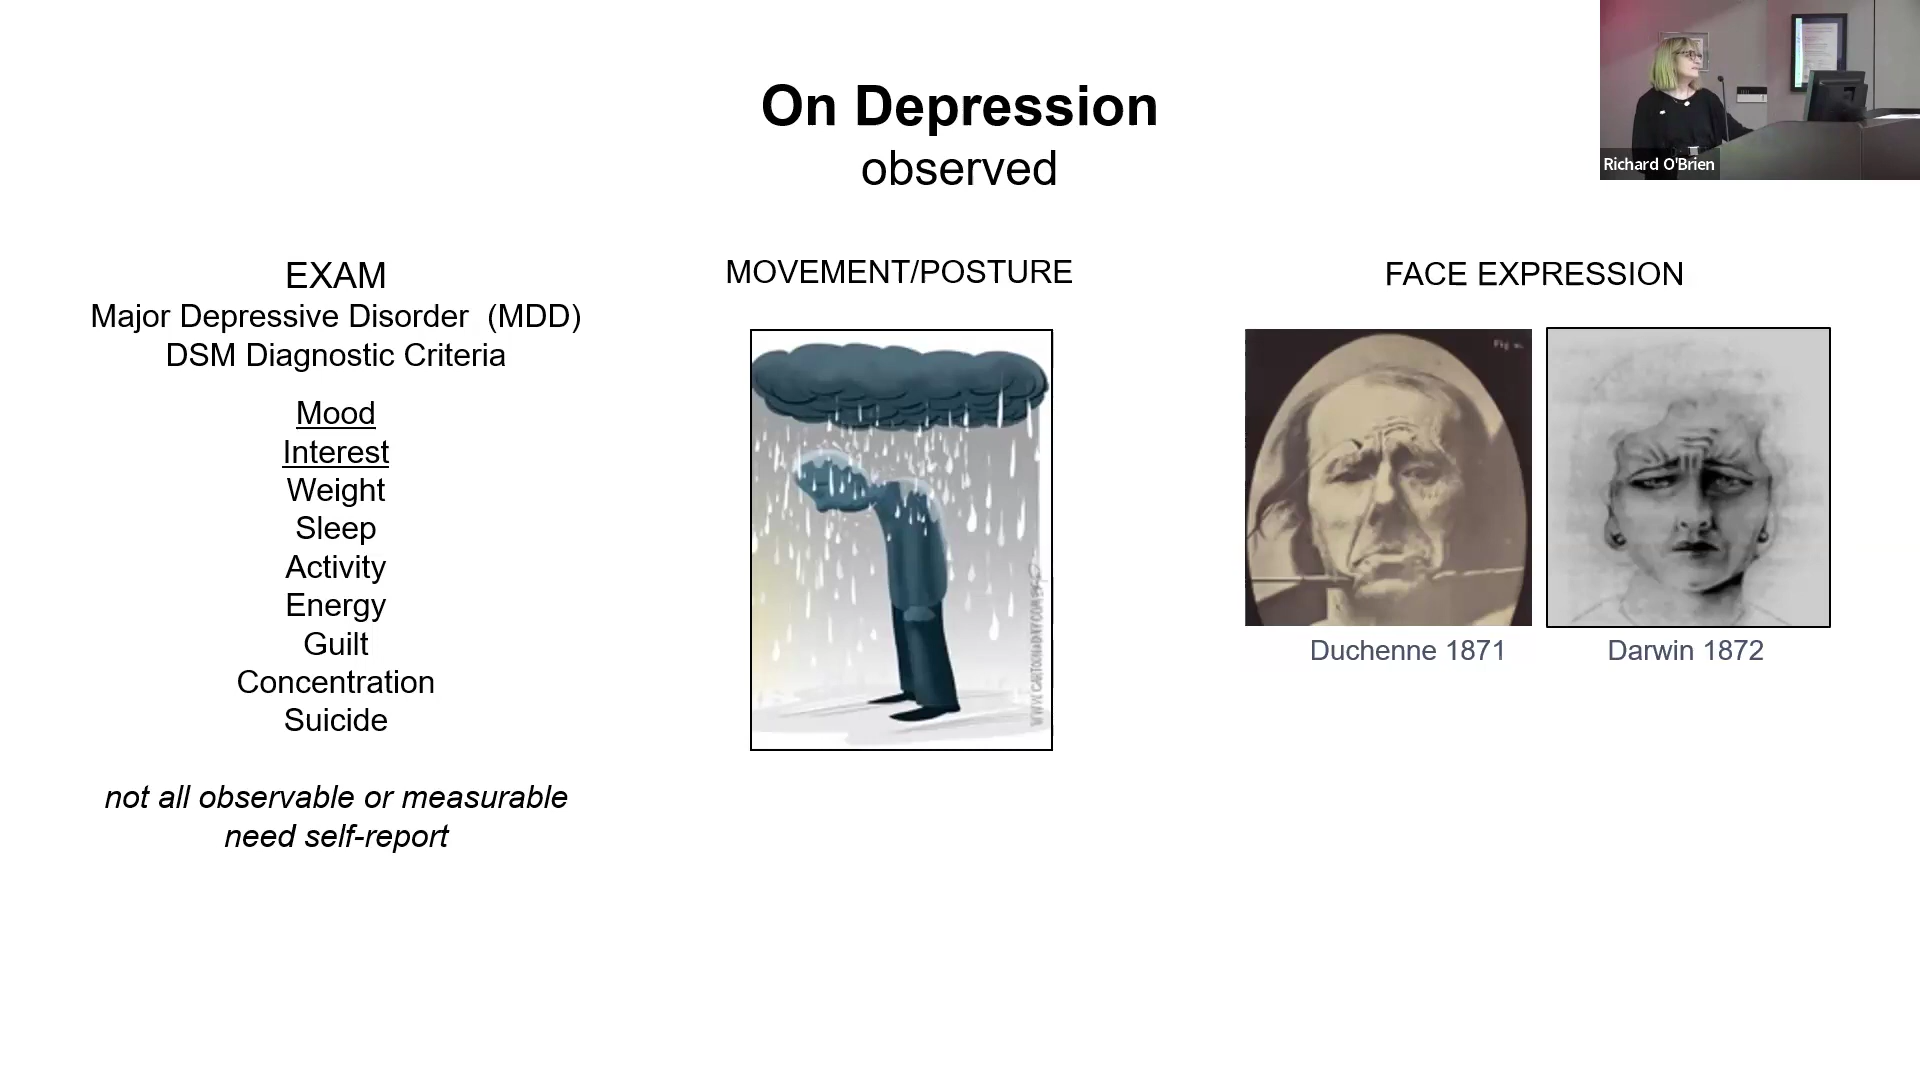 On Depression
observed
Richard O'Brien
EXAM
Major Depressive Disorder (MDD)
DSM Diagnostic Criteria
Mood
Interest
Weight
Sleep
Activity
Energy
Guilt
Concentration
Suicide
not all observable or measurable
need self-report
MOVEMENT/POSTURE
FACE EXPRESSION
Duchenne 1871
Darwin 1872